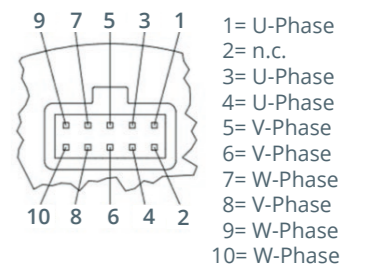 9 7 5 3 1
10 8 6 4 2
1= U-Phase
2= n.c.
3= U-Phase
4= U-Phase
5= V-Phase
6= V-Phase
7= W-Phase
8= V-Phase
9= W-Phase
10= W-Phase